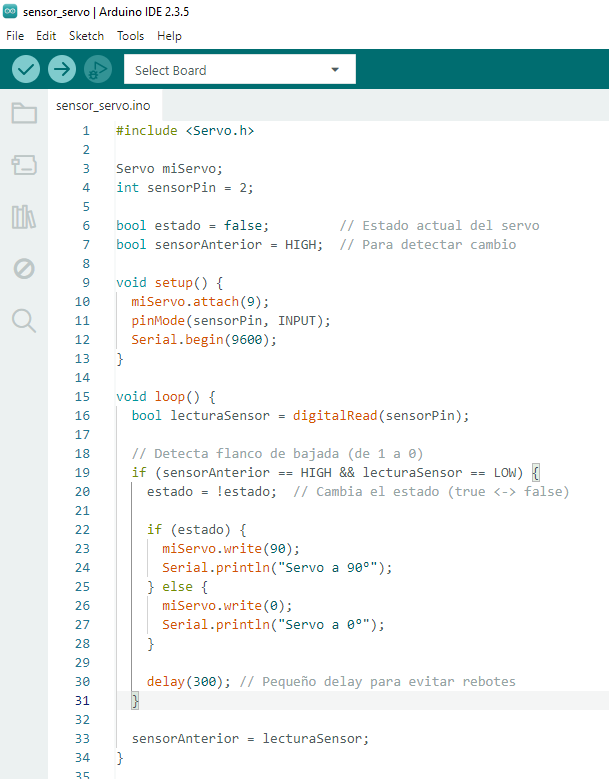 sensor_servo | Arduino IDE 2.3.5
File Edit Sketch Tools Help
Select Board
sensor_servo.ino
1 #include <Servo.h>
2
3 Servo miServo;
4 int sensorPin = 2;
5
6 bool estado = false;         // Estado actual del servo
7 bool sensorAnterior = HIGH;  // Para detectar cambio
8
9 void setup() {
10   miServo.attach(9);
11   pinMode(sensorPin, INPUT);
12   Serial.begin(9600);
13 }
14
15 void loop() {
16   bool lecturaSensor = digitalRead(sensorPin);
17
18   // Detecta flanco de bajada (de 1 a 0)
19   if (sensorAnterior == HIGH && lecturaSensor == LOW) {
20     estado = !estado;  // Cambia el estado (true <-> false)
21
22     if (estado) {
23       miServo.write(90);
24       Serial.println("Servo a 90°");
25     } else {
26       miServo.write(0);
27       Serial.println("Servo a 0°");
28     }
29
30     delay(300); // Pequeño delay para evitar rebotes
31   }
32
33   sensorAnterior = lecturaSensor;
34 }
35